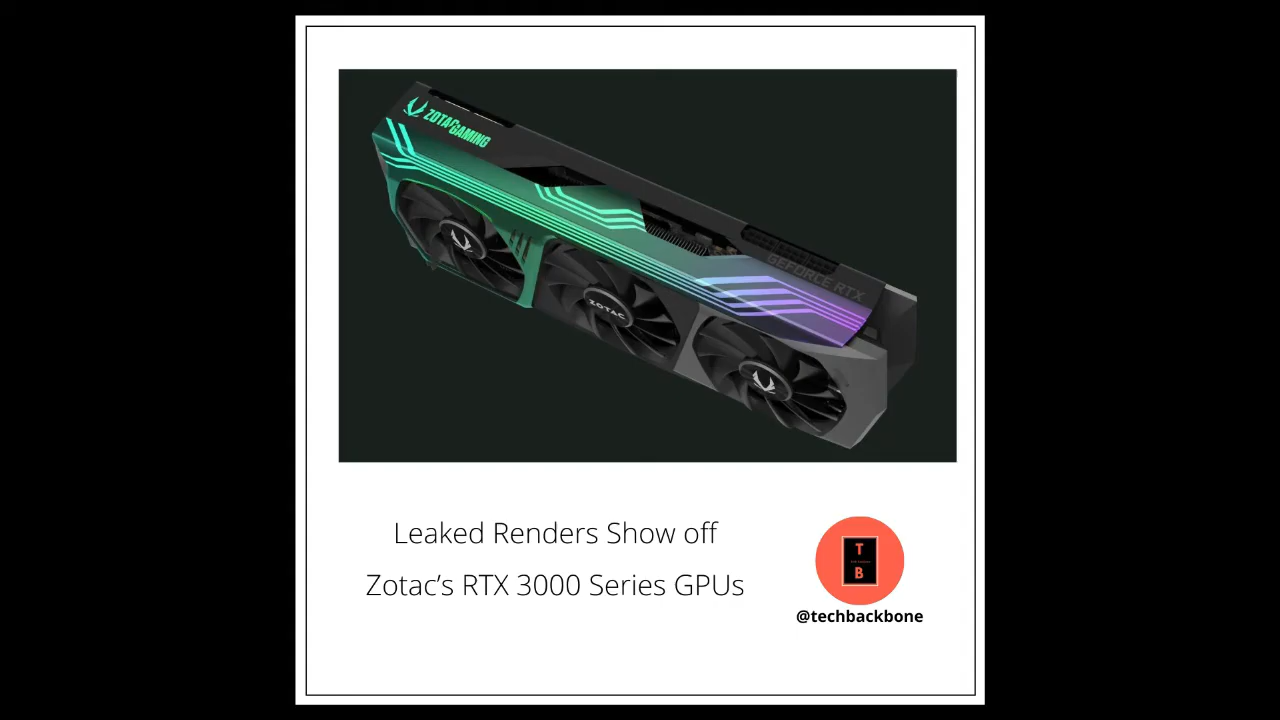 ZOTAC GAMING
GEFORCE RTX
ZOTAC
Leaked Renders Show off
Zotac’s RTX 3000 Series GPUs
T
B
@techbackbone